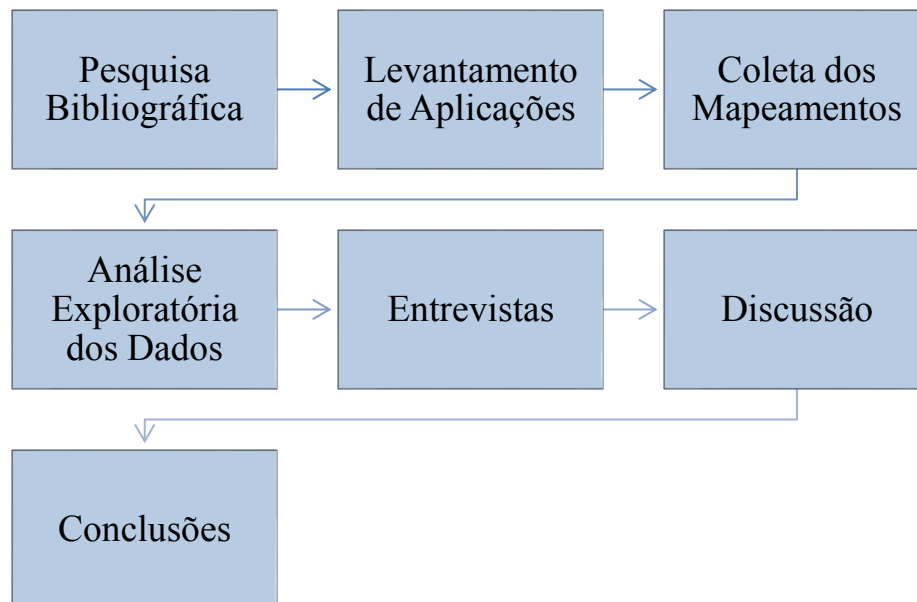 Pesquisa
Bibliográfica
Levantamento
de Aplicações
Coleta dos
Mapeamentos
Análise
Exploratória
dos Dados
Entrevistas
Discussão
Conclusões